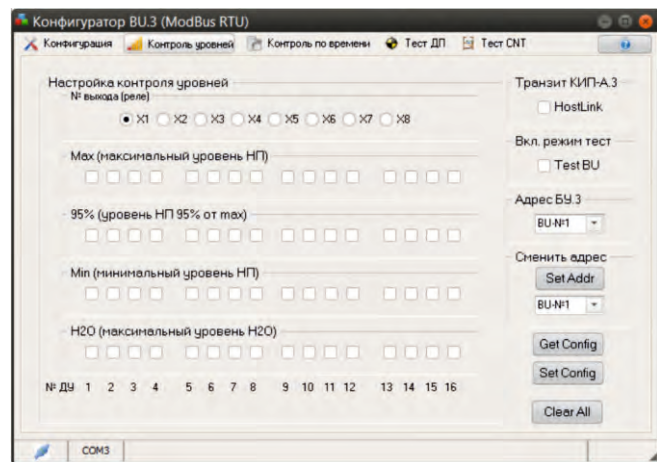 Конфигуратор BU.3 (ModBus RTU)
Конфигурация Контроль уровней Контроль по времени Тест ДП Тест CNT
Настройка контроля уровней
№ выхода (реле)
X1 X2 X3 X4 X5 X6 X7 X8
Max (максимальный уровень НП)
95% (уровень НП 95% от max)
Min (минимальный уровень НП)
H2O (максимальный уровень H2O)
№ ДУ 1 2 3 4 5 6 7 8 9 10 11 12 13 14 15 16
Транзит КИП-А.3
HostLink
Вкл. режим тест
Test BU
Адрес БУ.3
BU-№1
Сменить адрес
Set Addr
BU-№1
Get Config
Set Config
Clear All
COM3